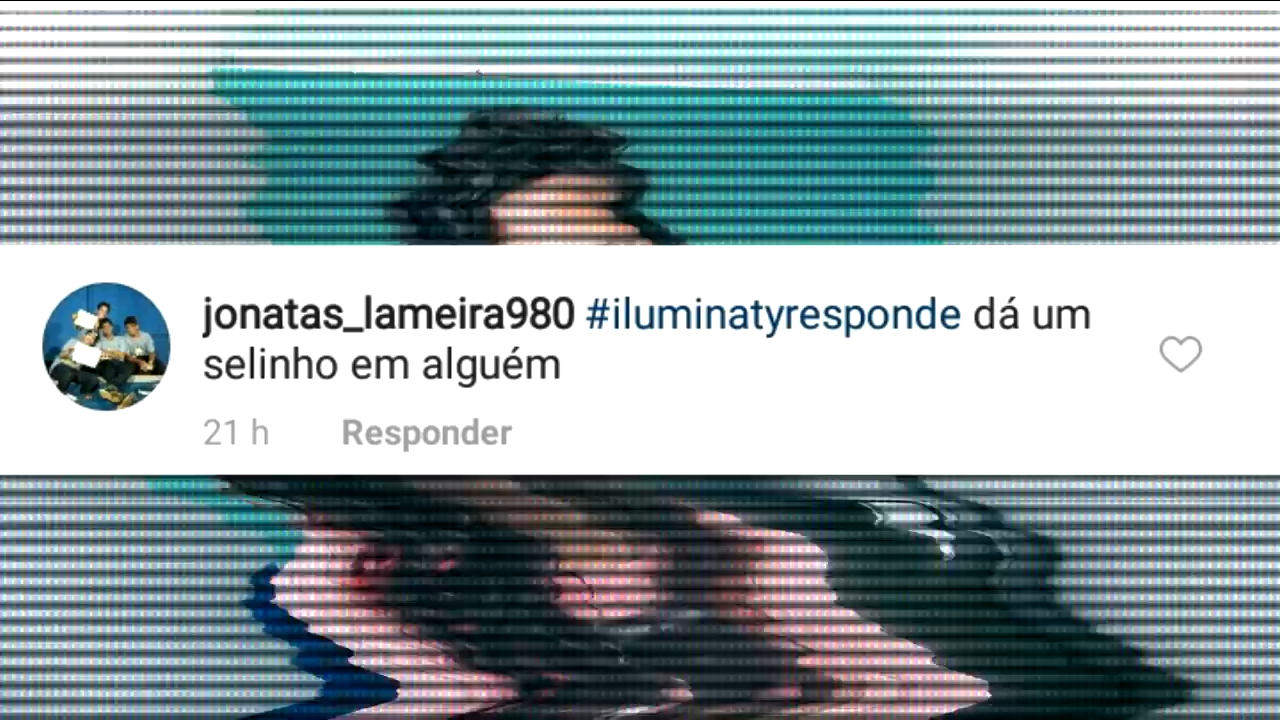 jonatas_lameira980 #iluminatyresponde dá um
selinho em alguém
21 h Responder